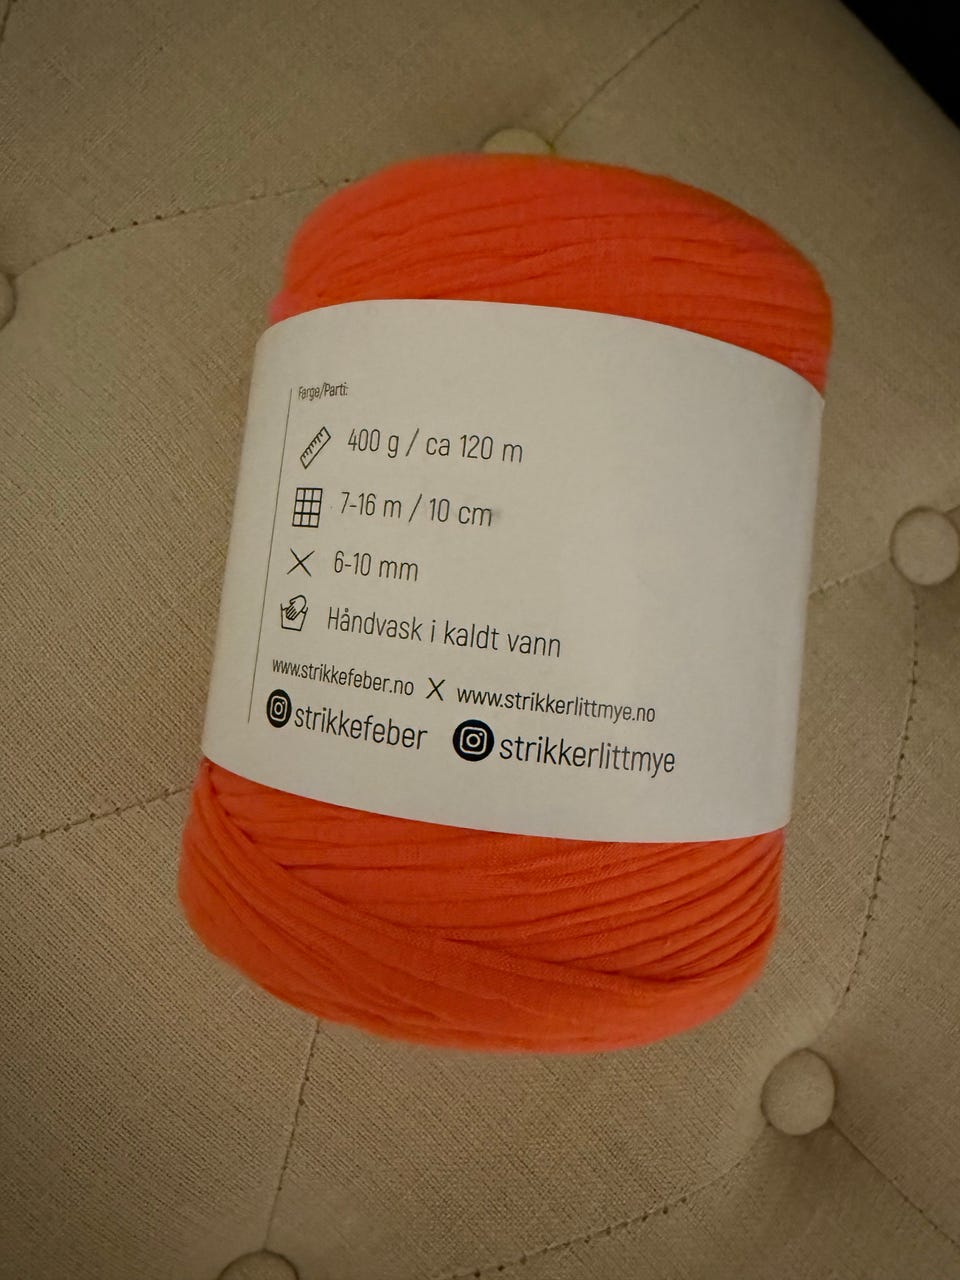 Farge/Parti:
400 g / ca 120 m
7-16 m / 10 cm
6-10 mm
Håndvask i kaldt vann
www.strikkefeber.no X www.strikkerlittmye.no
strikkefeber strikkerlittmye